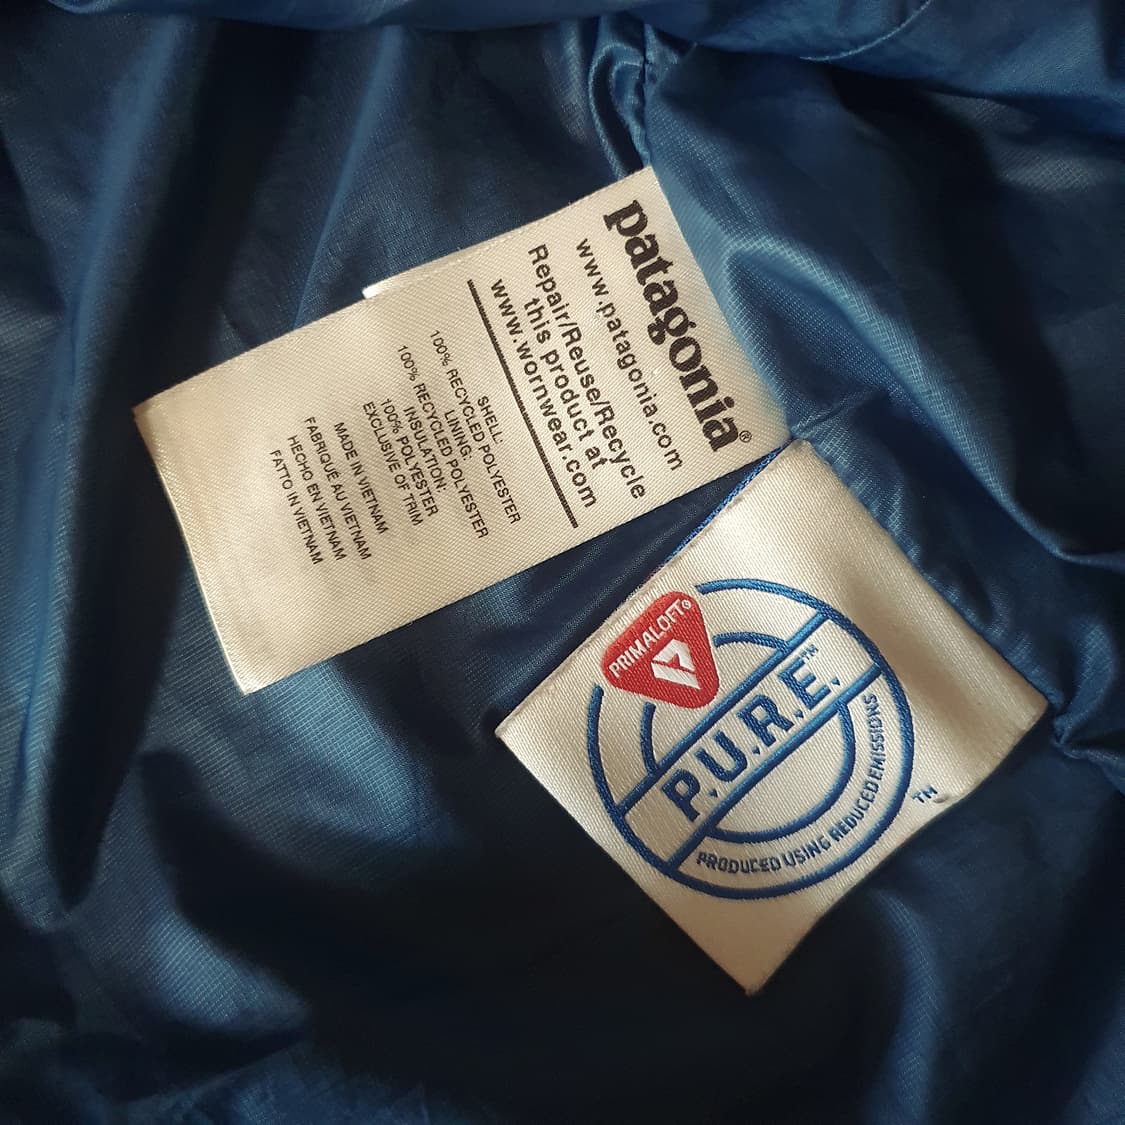 patagonia®
www.patagonia.com
Repair/Reuse/Recycle
this product at
www.wornwear.com
SHELL:
100% RECYCLED POLYESTER
LINING:
100% RECYCLED POLYESTER
INSULATION:
100% POLYESTER
EXCLUSIVE OF TRIM
MADE IN VIETNAM
FABRIQUÉ AU VIETNAM
HECHO EN VIETNAM
FATTO IN VIETNAM
PRIMALOFT®
P.U.R.E.™
PRODUCED USING REDUCED EMISSIONS
™